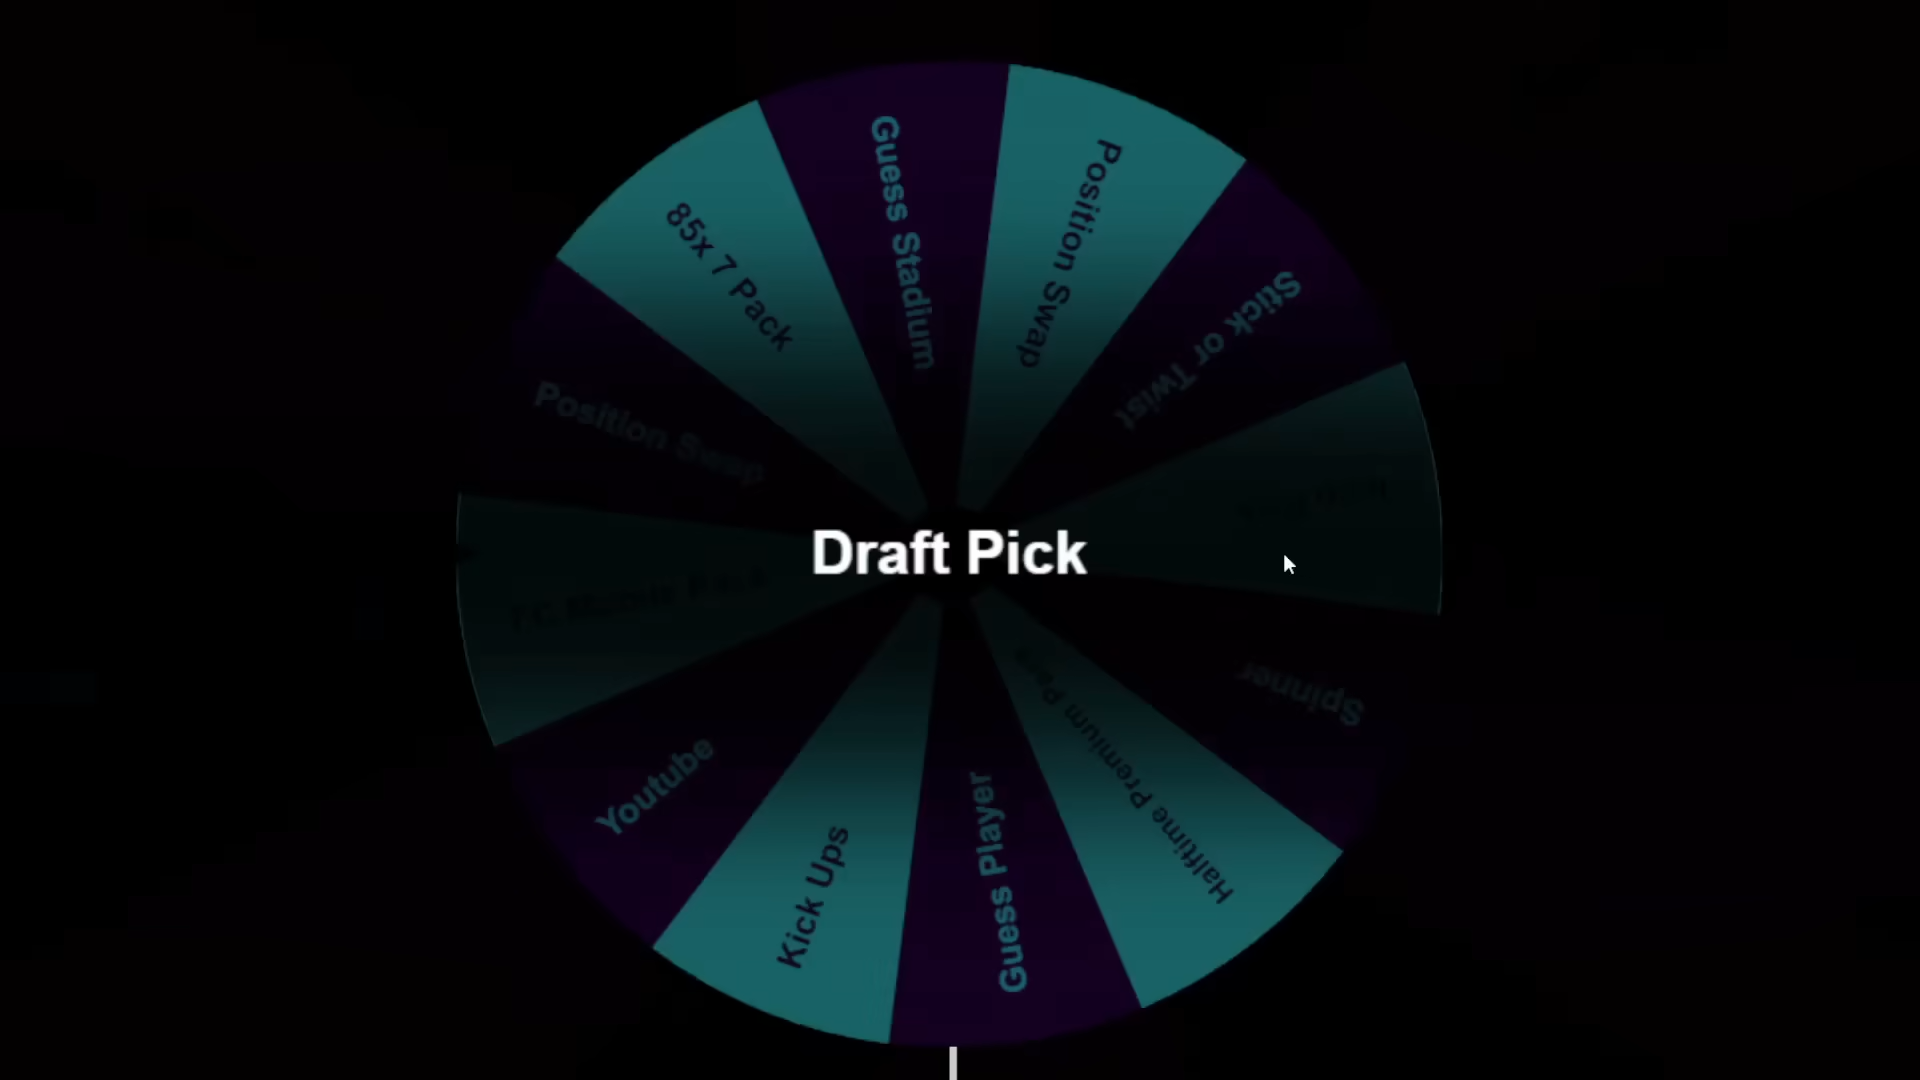 Guess Stadium
Position Swap
Stick or Twist
85x 7 Pack
Position Swap
Draft Pick
Spinner
Halftime Premium Pack
Guess Player
Kick Ups
Youtube